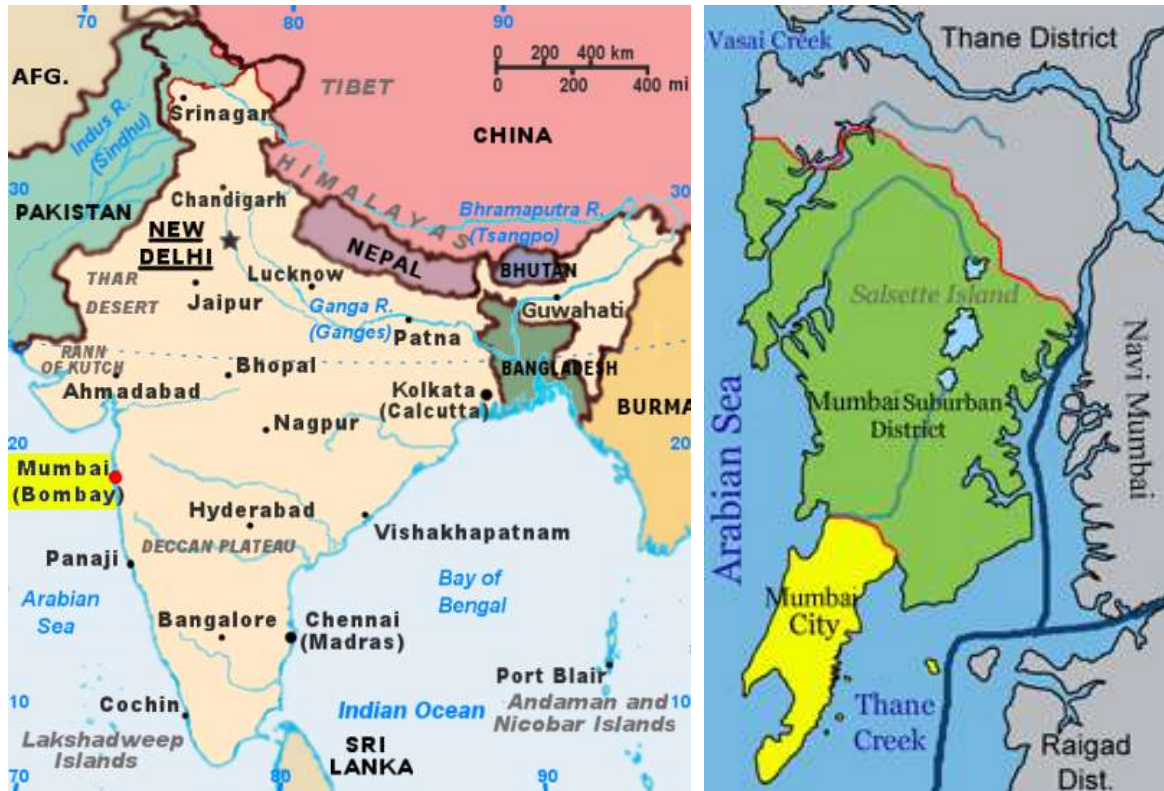 70
80
90
0 200 400 km
0 200 400 mi
AFG.
TIBET
Srinagar
CHINA
Indus R.
(Sindhu)
HIMALAYAS
30
Chandigarh
30
PAKISTAN
Bhramaputra R.
(Tsangpo)
NEW
DELHI
NEPAL
BHUTAN
THAR
DESERT
Lucknow
Jaipur
Ganga R.
(Ganges)
Guwahati
Patna
RANN
OF KUTCH
Bhopal
BANGLADESH
Ahmadabad
Kolkata
(Calcutta)
BURMA
Nagpur
20
20
Mumbai
(Bombay)
Hyderabad
Vishakhapatnam
DECCAN PLATEAU
Panaji
Arabian
Sea
Bay of
Bengal
Bangalore
Chennai
(Madras)
Port Blair
10
Cochin
Indian Ocean
Andaman and
Nicobar Islands
10
Lakshadweep
Islands
SRI
LANKA
70
80
90
Vasai Creek
Thane District
Salsette Island
Arabian Sea
Navi Mumbai
Mumbai Suburban
District
Mumbai
City
Thane
Creek
Raigad
Dist.